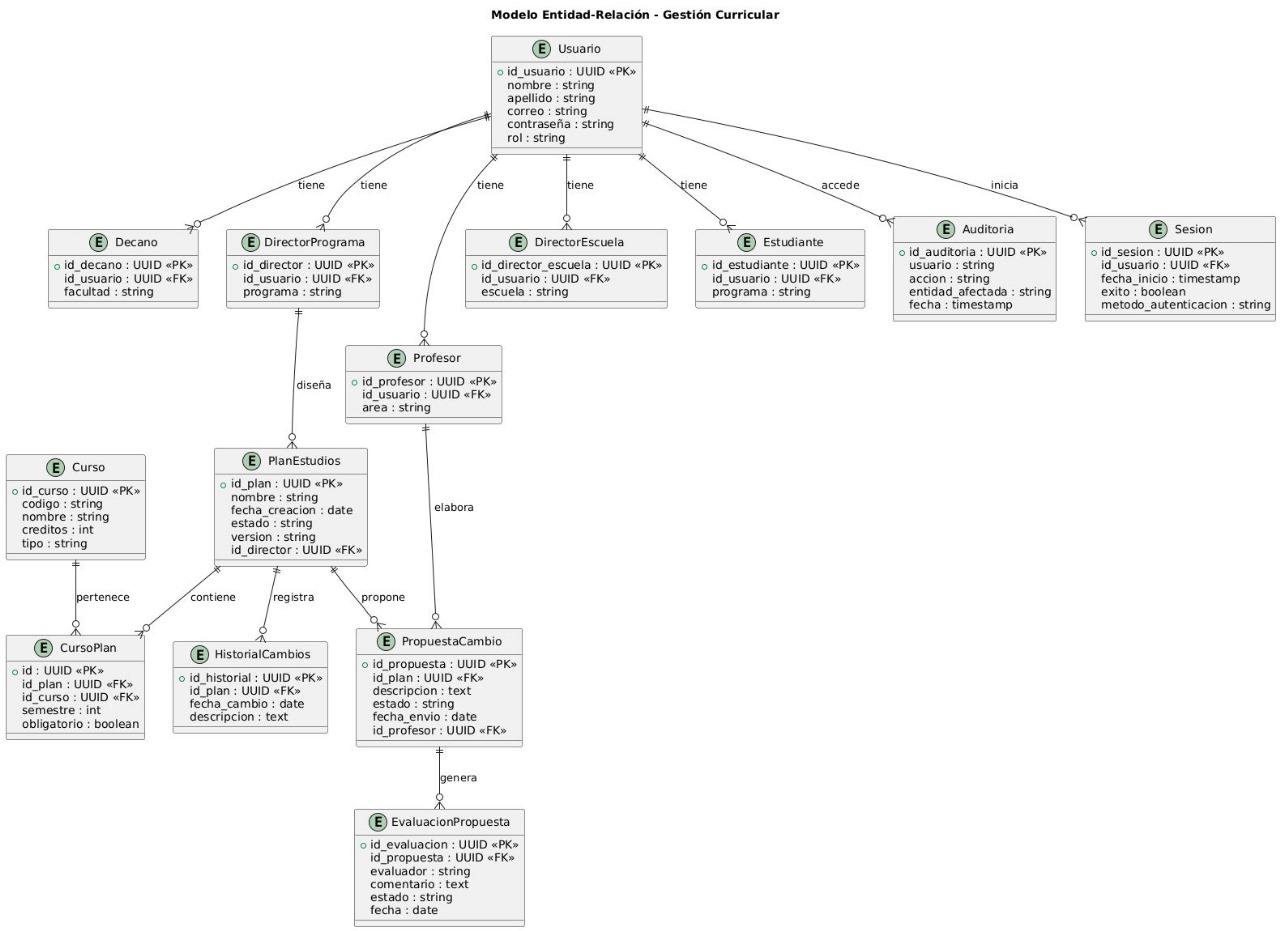 Modelo Entidad-Relación - Gestión Curricular
E Usuario
id_usuario : UUID «PK»
nombre : string
apellido : string
correo : string
contraseña : string
rol : string
tiene
tiene
tiene
tiene
tiene
accede
inicia
E Decano
id_decano : UUID «PK»
id_usuario : UUID «FK»
facultad : string
E DirectorPrograma
id_director : UUID «PK»
id_usuario : UUID «FK»
programa : string
E DirectorEscuela
id_director_escuela : UUID «PK»
id_usuario : UUID «FK»
escuela : string
E Estudiante
id_estudiante : UUID «PK»
id_usuario : UUID «FK»
programa : string
E Auditoria
id_auditoria : UUID «PK»
usuario : string
accion : string
entidad_afectada : string
fecha : timestamp
E Sesion
id_sesion : UUID «PK»
id_usuario : UUID «FK»
fecha_inicio : timestamp
exito : boolean
metodo_autenticacion : string
diseña
E Profesor
id_profesor : UUID «PK»
id_usuario : UUID «FK»
area : string
E Curso
id_curso : UUID «PK»
codigo : string
nombre : string
creditos : int
tipo : string
E PlanEstudios
id_plan : UUID «PK»
nombre : string
fecha_creacion : date
estado : string
version : string
id_director : UUID «FK»
elabora
pertenece
contiene
registra
propone
E CursoPlan
id : UUID «PK»
id_plan : UUID «FK»
id_curso : UUID «FK»
semestre : int
obligatorio : boolean
E HistorialCambios
id_historial : UUID «PK»
id_plan : UUID «FK»
fecha_cambio : date
descripcion : text
E PropuestaCambio
id_propuesta : UUID «PK»
id_plan : UUID «FK»
descripcion : text
estado : string
fecha_envio : date
id_profesor : UUID «FK»
genera
E EvaluacionPropuesta
id_evaluacion : UUID «PK»
id_propuesta : UUID «FK»
evaluador : string
comentario : text
estado : string
fecha : date